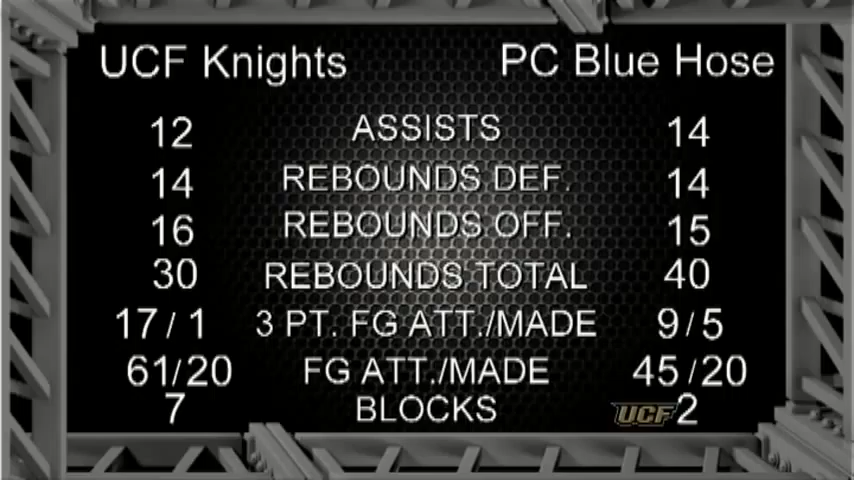 UCF Knights PC Blue Hose
12 ASSISTS 14
14 REBOUNDS DEF. 14
16 REBOUNDS OFF. 15
30 REBOUNDS TOTAL 40
17/1 3 PT. FG ATT./MADE 9/5
61/20 FG ATT./MADE 45/20
7 BLOCKS 2
UCF